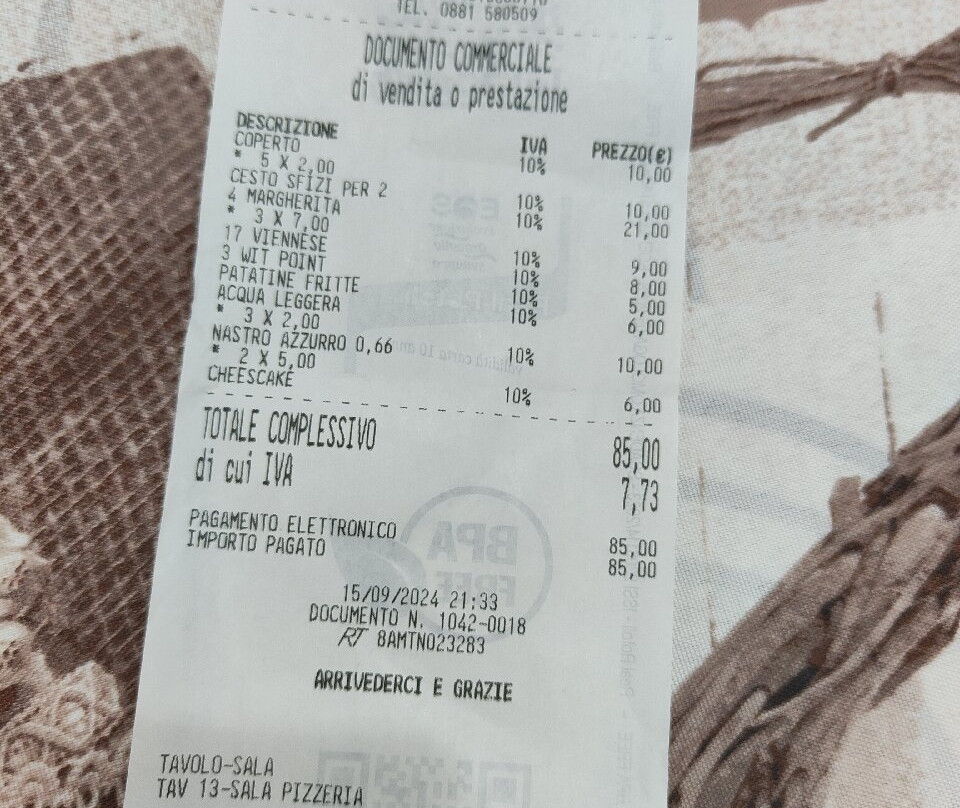 TEL. 0881 580509
DOCUMENTO COMMERCIALE
di vendita o prestazione
DESCRIZIONE IVA PREZZO(€)
COPERTO 10% 10,00
* 5 X 2,00
CESTO SFIZI PER 2 10% 10,00
4 MARGHERITA 10% 21,00
* 3 X 7,00
17 VIENNESE 10% 9,00
3 WIT POINT 10% 8,00
PATATINE FRITTE 10% 5,00
ACQUA LEGGERA 10% 6,00
* 3 X 2,00
NASTRO AZZURRO 0,66 10% 10,00
* 2 X 5,00
CHEESCAKE 10% 6,00
TOTALE COMPLESSIVO 85,00
di cui IVA 7,73
PAGAMENTO ELETTRONICO 85,00
IMPORTO PAGATO 85,00
15/09/2024 21:33
DOCUMENTO N. 1042-0018
RT 8AMTN023283
ARRIVEDERCI E GRAZIE
TAVOLO-SALA
TAV 13-SALA PIZZERIA
BPA
FREE